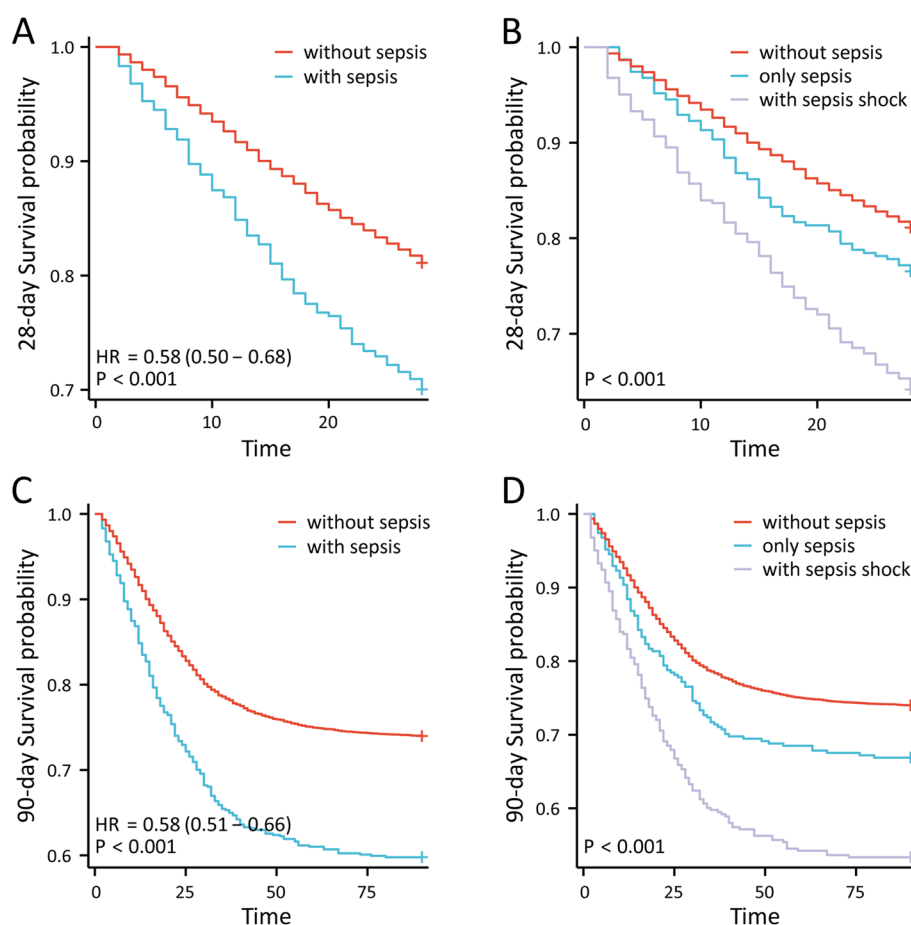 A
28-day Survival probability
1.0
0.9
0.8
0.7
without sepsis
with sepsis
HR = 0.58 (0.50 – 0.68)
P < 0.001
0 10 20
Time
B
28-day Survival probability
1.0
0.9
0.8
0.7
without sepsis
only sepsis
with sepsis shock
P < 0.001
0 10 20
Time
C
90-day Survival probability
1.0
0.9
0.8
0.7
0.6
without sepsis
with sepsis
HR = 0.58 (0.51 – 0.66)
P < 0.001
0 25 50 75
Time
D
90-day Survival probability
1.0
0.9
0.8
0.7
0.6
without sepsis
only sepsis
with sepsis shock
P < 0.001
0 25 50 75
Time